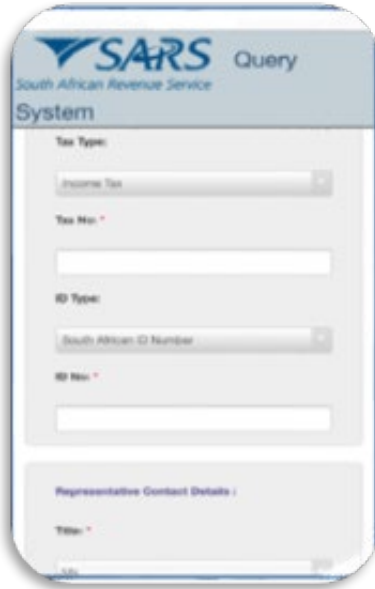 SARS Query
South African Revenue Service
System
Tax Type:
Income Tax
Tax No: *
ID Type:
South African ID Number
ID No: *
Representative Contact Details :
Title: *